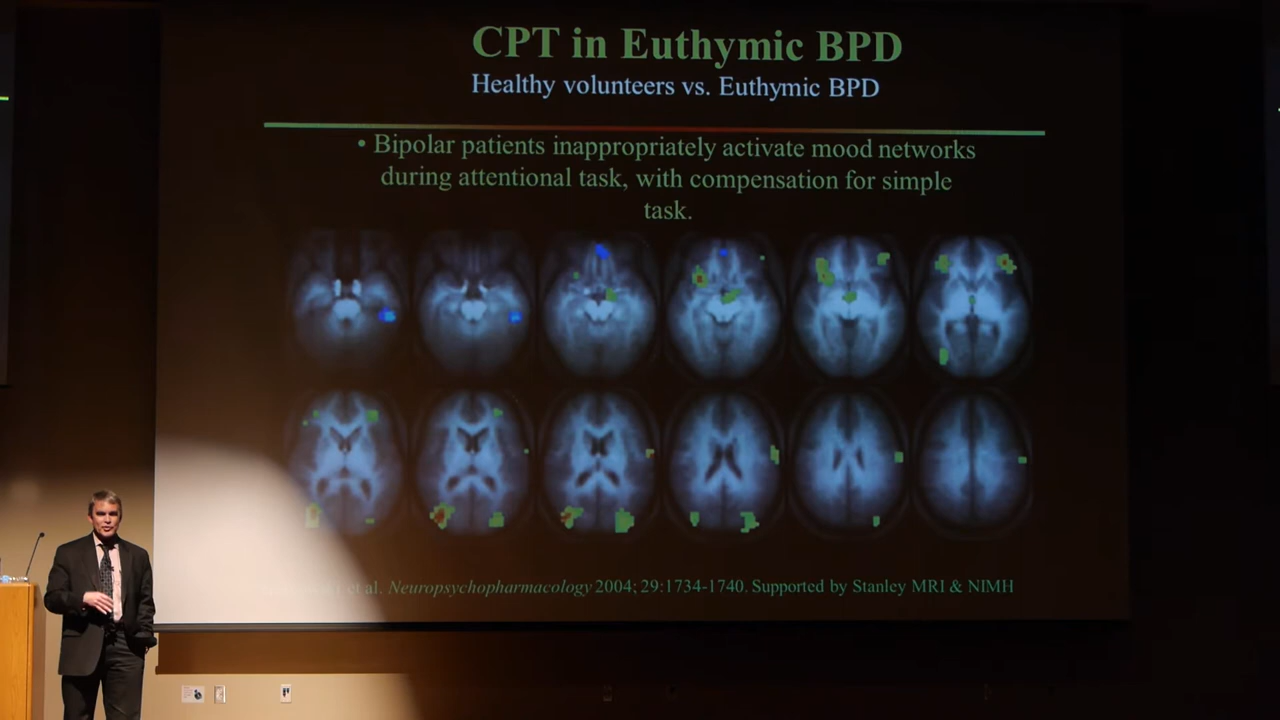 CPT in Euthymic BPD
Healthy volunteers vs. Euthymic BPD
• Bipolar patients inappropriately activate mood networks
during attentional task, with compensation for simple
task.
et al. Neuropsychopharmacology 2004; 29:1734-1740. Supported by Stanley MRI & NIMH